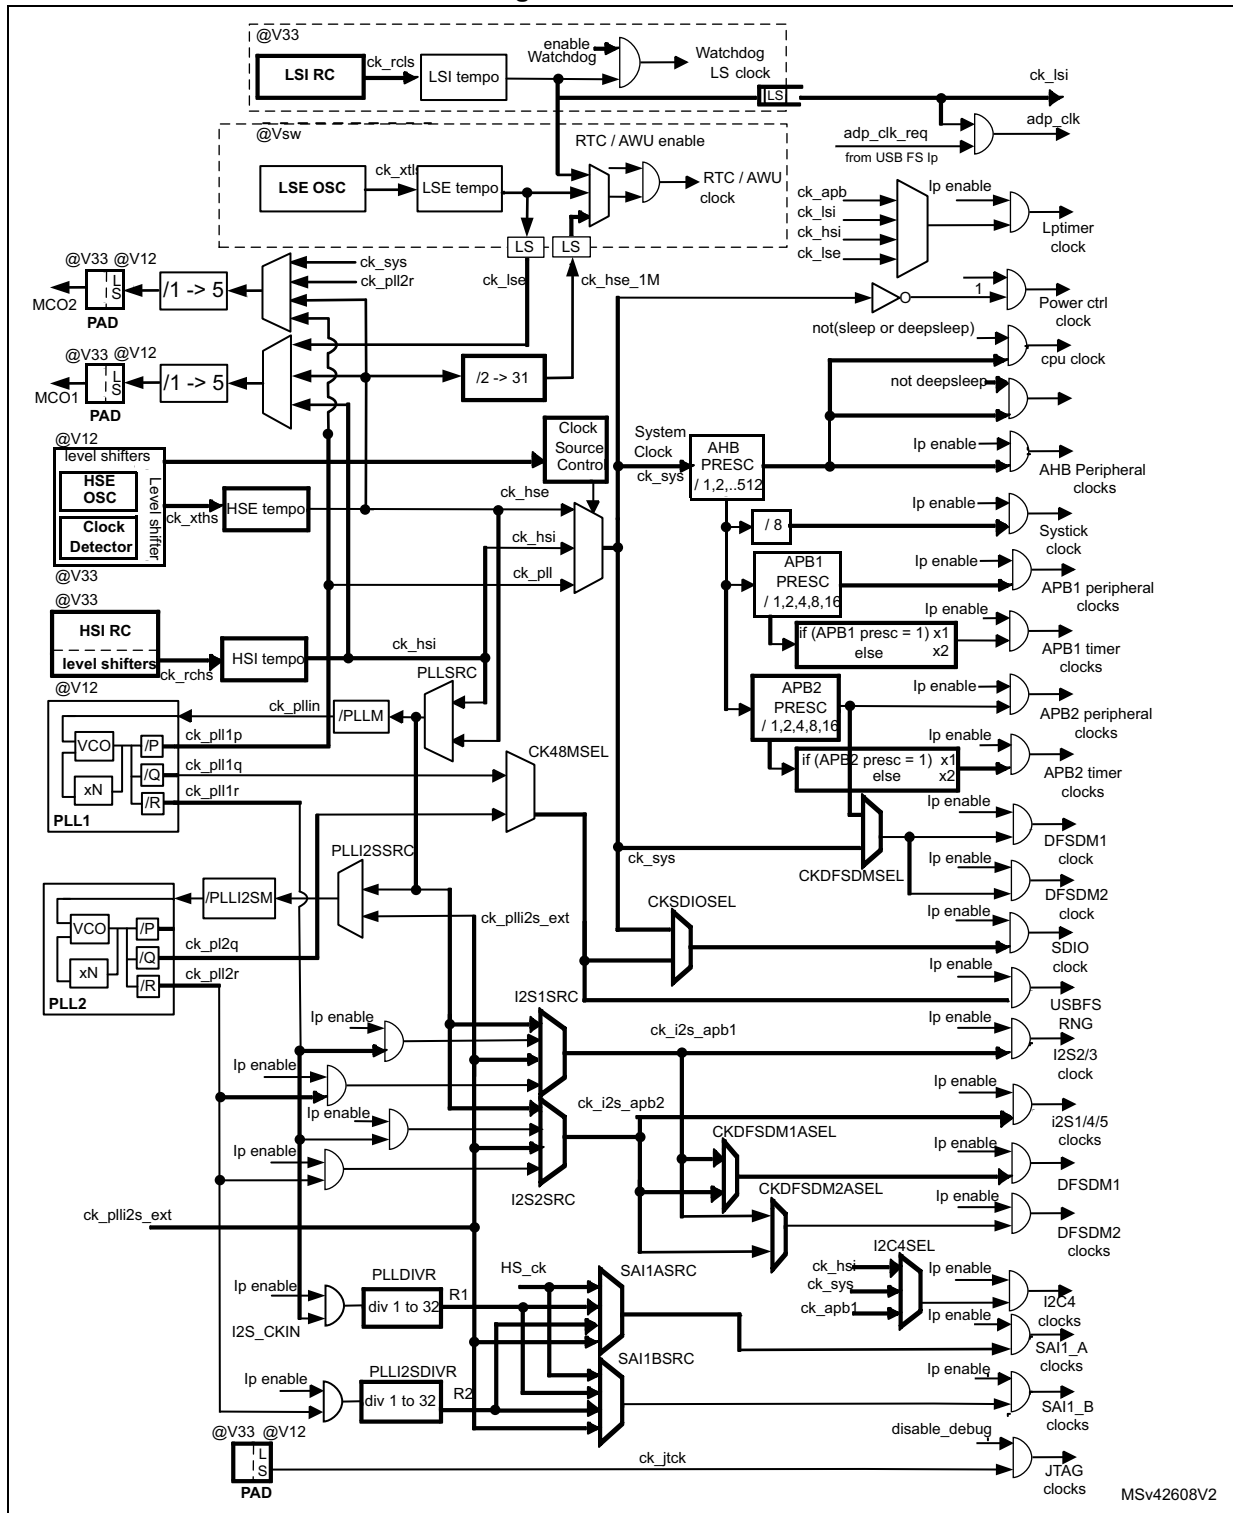 @V33
LSI RC
ck_rcls
LSI tempo
enable
Watchdog
Watchdog
LS clock
LS
ck_lsi
adp_clk_req
from USB FS Ip
adp_clk
@Vsw
RTC / AWU enable
LSE OSC
ck_xtls
LSE tempo
RTC / AWU
clock
LS
LS
ck_lse
ck_hse_1M
ck_apb
ck_lsi
ck_hsi
ck_lse
Ip enable
Lptimer
clock
@V33 @V12
MCO2
L
S
PAD
/1 -> 5
ck_sys
ck_pll2r
1
Power ctrl
clock
not(sleep or deepsleep)
cpu clock
@V33 @V12
MCO1
L
S
PAD
/1 -> 5
/2 -> 31
not deepsleep
@V12
level shifters
HSE
OSC
Clock
Detector
Level shifter
@V33
ck_xths
HSE tempo
ck_hse
ck_hsi
ck_pll
Clock
Source
Control
System
Clock
ck_sys
AHB
PRESC
/ 1,2,..512
Ip enable
AHB Peripheral
clocks
/ 8
Ip enable
Systick
clock
APB1
PRESC
/ 1,2,4,8,16
Ip enable
APB1 peripheral
clocks
if (APB1 presc = 1) x1
else x2
Ip enable
APB1 timer
clocks
@V33
HSI RC
level shifters
@V12
ck_rchs
HSI tempo
ck_hsi
PLLSRC
APB2
PRESC
/ 1,2,4,8,16
Ip enable
APB2 peripheral
clocks
if (APB2 presc = 1) x1
else x2
Ip enable
APB2 timer
clocks
ck_pllin
/PLLM
VCO
xN
/P
/Q
/R
PLL1
ck_pll1p
ck_pll1q
ck_pll1r
CK48MSEL
ck_sys
CKDFSDMSEL
Ip enable
DFSDM1
clock
Ip enable
DFSDM2
clock
PLLI2SSRC
/PLLI2SM
ck_plli2s_ext
VCO
xN
/P
/Q
/R
PLL2
ck_pl2q
ck_pll2r
CKSDIOSEL
Ip enable
SDIO
clock
Ip enable
USBFS
RNG
I2S1SRC
ck_i2s_apb1
Ip enable
I2S2/3
clock
Ip enable
Ip enable
Ip enable
Ip enable
ck_i2s_apb2
Ip enable
i2S1/4/5
clocks
I2S2SRC
CKDFSDM1ASEL
Ip enable
DFSDM1
CKDFSDM2ASEL
Ip enable
DFSDM2
clocks
ck_plli2s_ext
I2C4SEL
ck_hsi
ck_sys
ck_apb1
Ip enable
I2C4
clocks
Ip enable
I2S_CKIN
PLLDIVR
div 1 to 32
R1
HS_ck
SAI1ASRC
Ip enable
SAI1_A
clocks
Ip enable
PLLI2SDIVR
div 1 to 32
R2
SAI1BSRC
Ip enable
SAI1_B
clocks
@V33 @V12
L
S
PAD
ck_jtck
disable_debug
JTAG
clocks
MSv42608V2